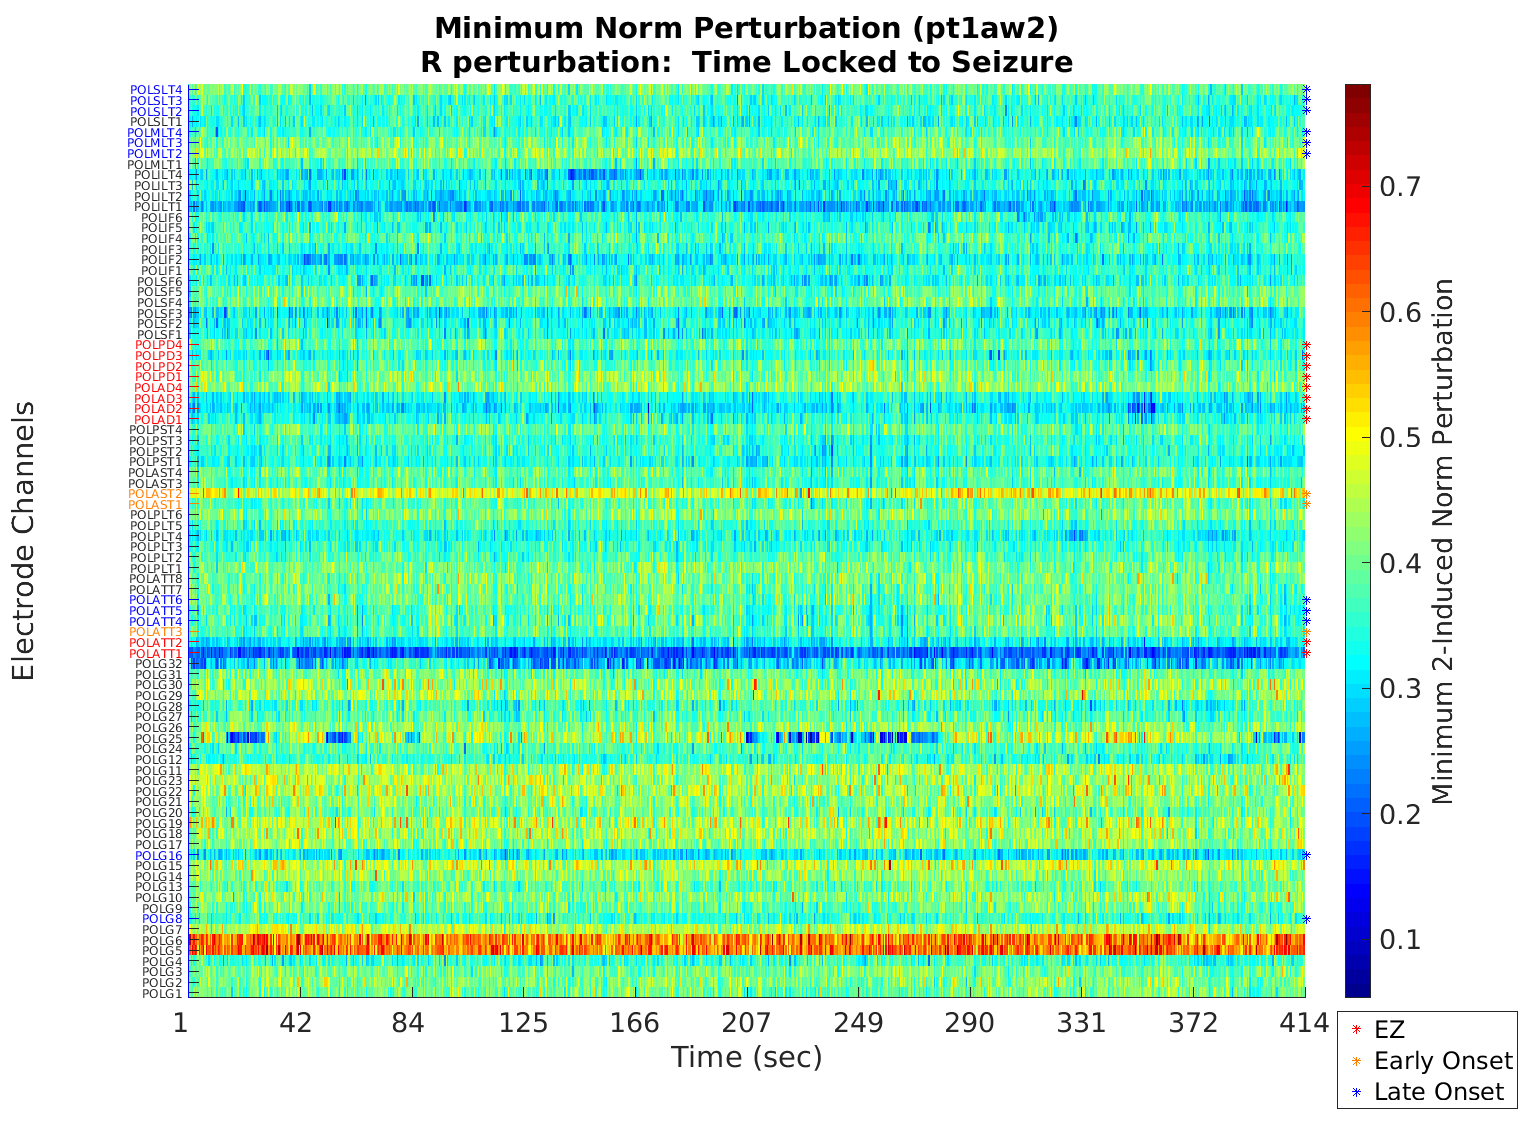 Minimum Norm Perturbation (pt1aw2)
R perturbation:  Time Locked to Seizure
Electrode Channels
POLSLT4
POLSLT3
POLSLT2
POLSLT1
POLMLT4
POLMLT3
POLMLT2
POLMLT1
POLILT4
POLILT3
POLILT2
POLILT1
POLIF6
POLIF5
POLIF4
POLIF3
POLIF2
POLIF1
POLSF6
POLSF5
POLSF4
POLSF3
POLSF2
POLSF1
POLPD4
POLPD3
POLPD2
POLPD1
POLAD4
POLAD3
POLAD2
POLAD1
POLPST4
POLPST3
POLPST2
POLPST1
POLAST4
POLAST3
POLAST2
POLAST1
POLPLT6
POLPLT5
POLPLT4
POLPLT3
POLPLT2
POLPLT1
POLATT8
POLATT7
POLATT6
POLATT5
POLATT4
POLATT3
POLATT2
POLATT1
POLG32
POLG31
POLG30
POLG29
POLG28
POLG27
POLG26
POLG25
POLG24
POLG12
POLG11
POLG23
POLG22
POLG21
POLG20
POLG19
POLG18
POLG17
POLG16
POLG15
POLG14
POLG13
POLG10
POLG9
POLG8
POLG7
POLG6
POLG5
POLG4
POLG3
POLG2
POLG1
1 42 84 125 166 207 249 290 331 372 414
Time (sec)
0.7
0.6
0.5
0.4
0.3
0.2
0.1
Minimum 2-Induced Norm Perturbation
EZ
Early Onset
Late Onset